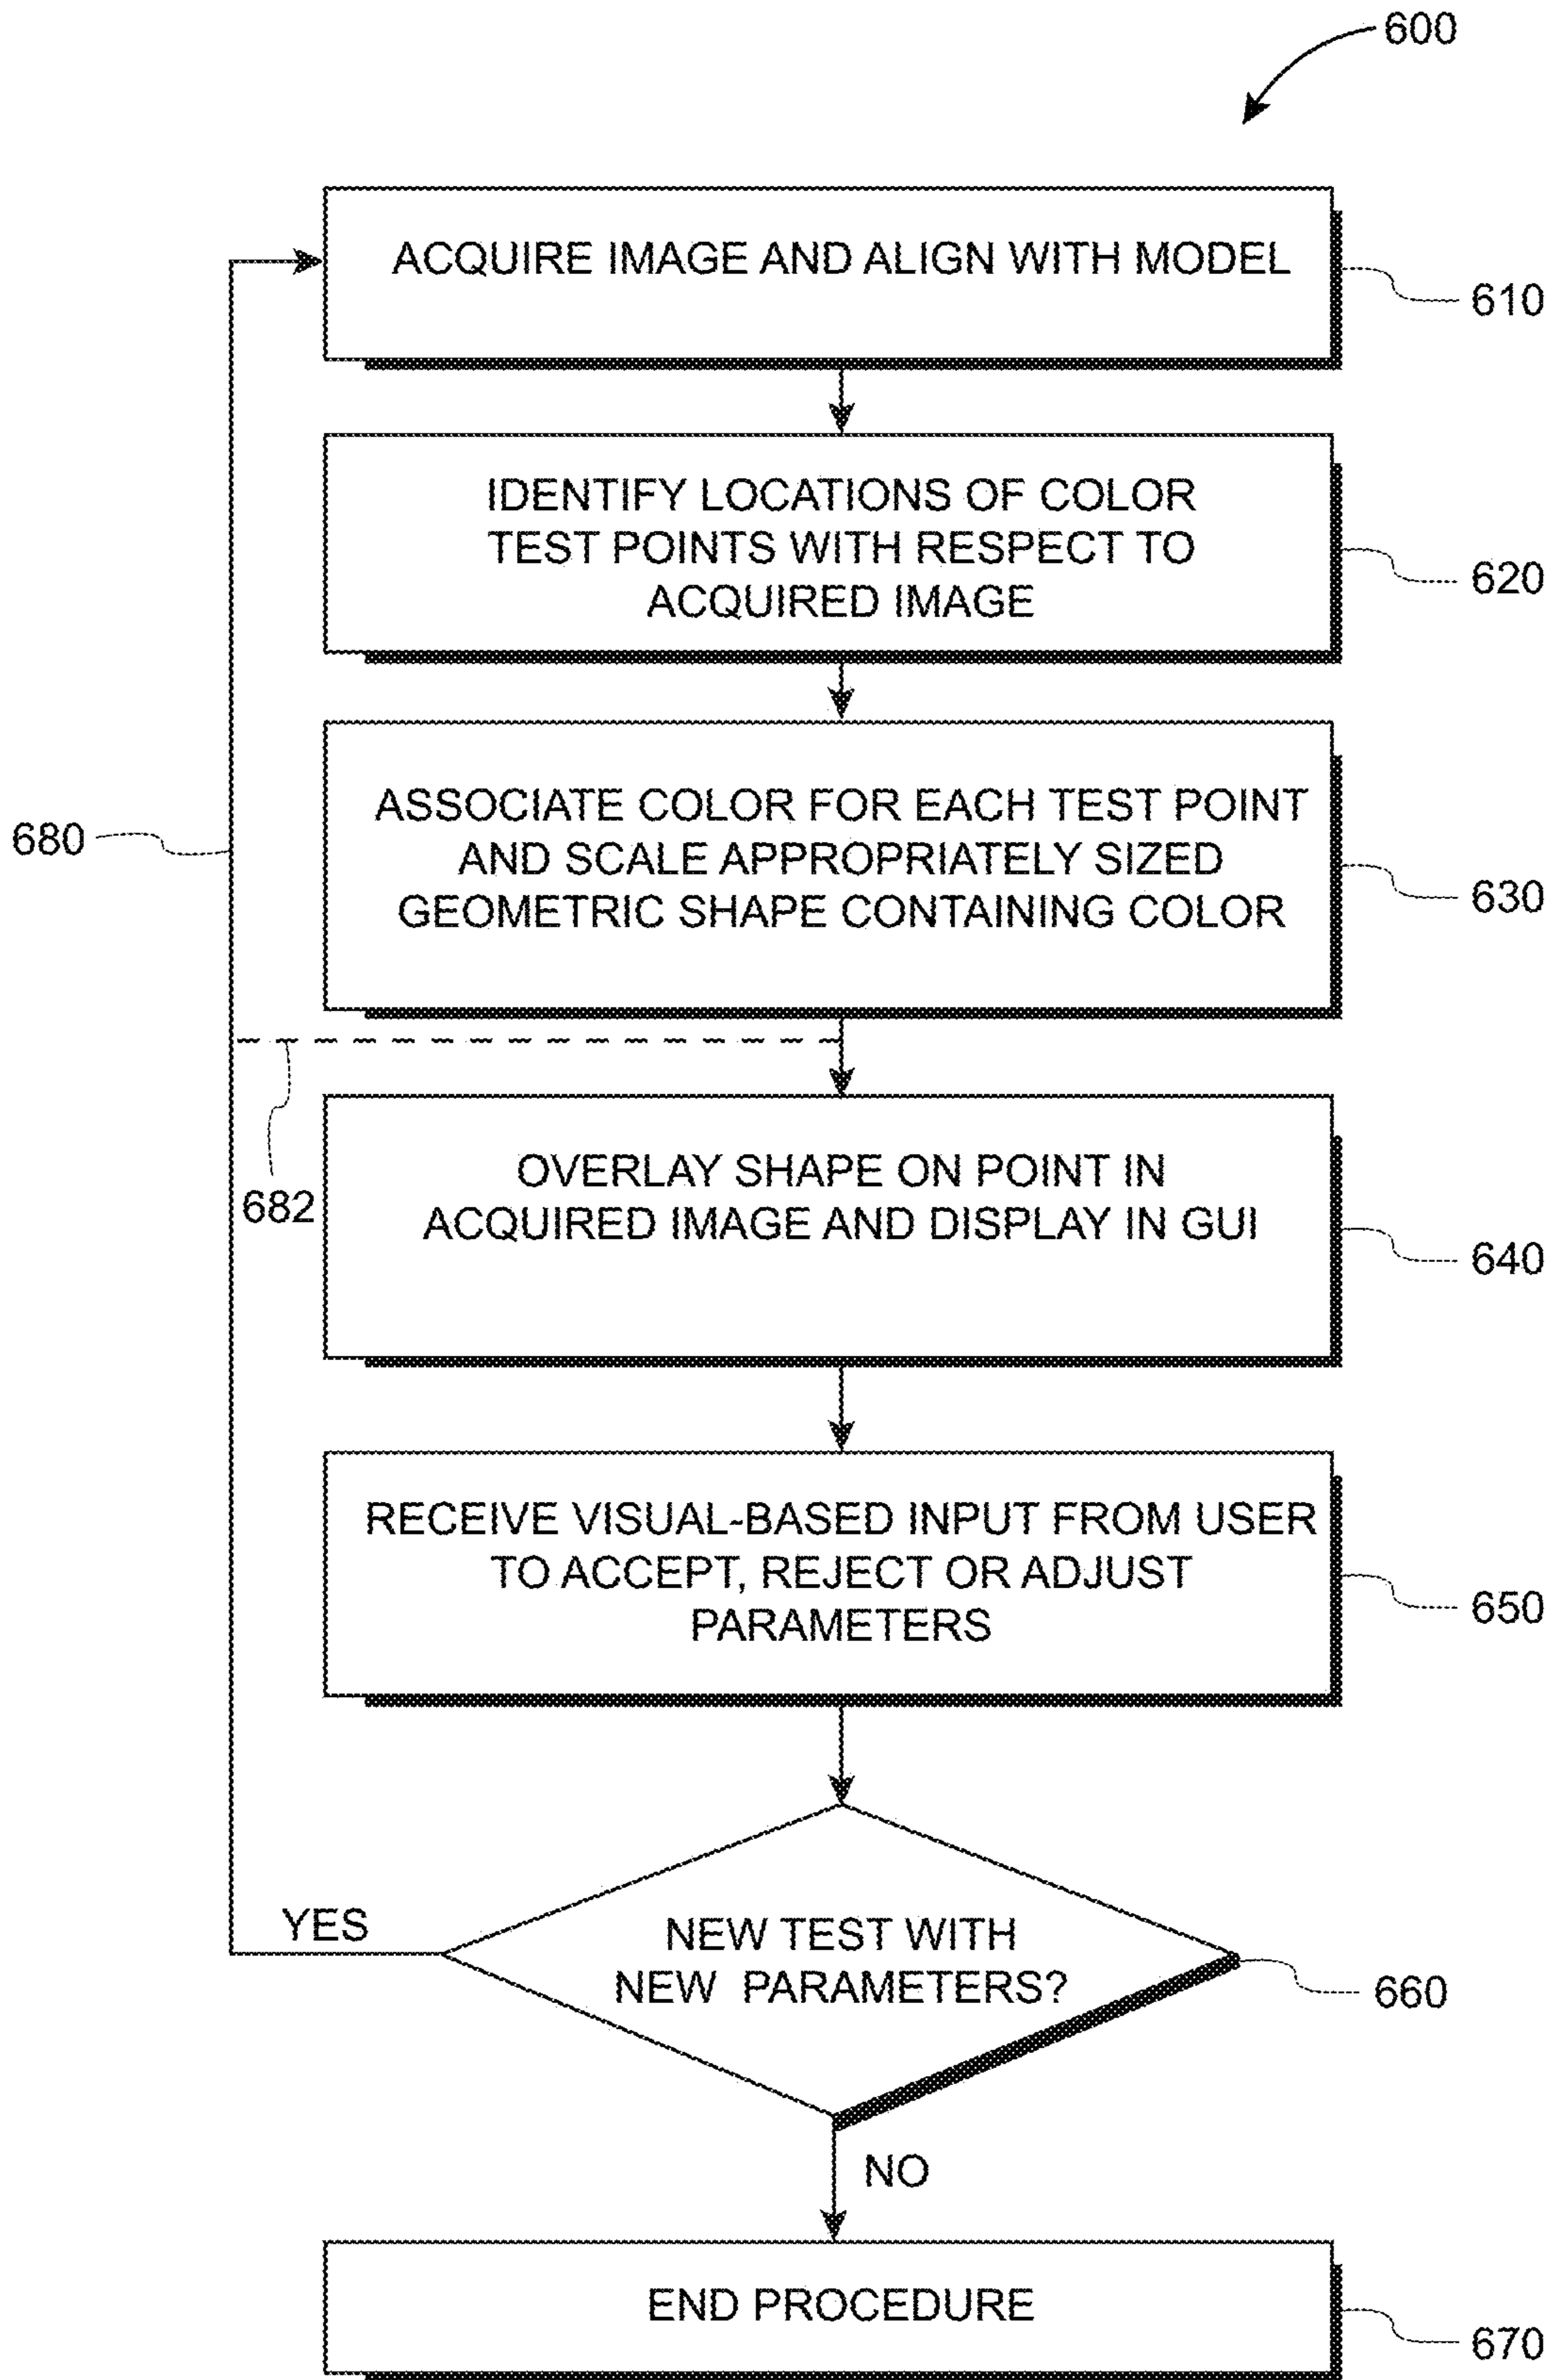 600
ACQUIRE IMAGE AND ALIGN WITH MODEL
610
IDENTIFY LOCATIONS OF COLOR
TEST POINTS WITH RESPECT TO
ACQUIRED IMAGE
620
ASSOCIATE COLOR FOR EACH TEST POINT
AND SCALE APPROPRIATELY SIZED
GEOMETRIC SHAPE CONTAINING COLOR
630
680
682
OVERLAY SHAPE ON POINT IN
ACQUIRED IMAGE AND DISPLAY IN GUI
640
RECEIVE VISUAL-BASED INPUT FROM USER
TO ACCEPT, REJECT OR ADJUST
PARAMETERS
650
YES
NEW TEST WITH
NEW PARAMETERS?
660
NO
END PROCEDURE
670